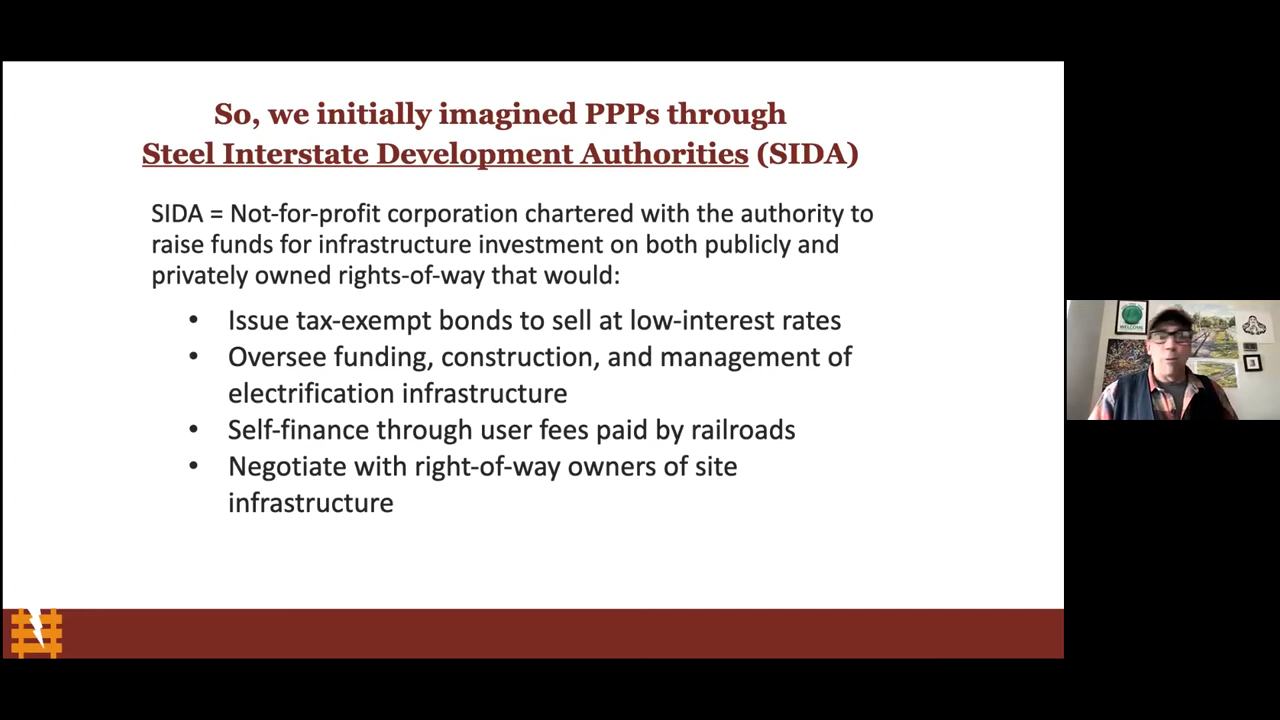 So, we initially imagined PPPs through
Steel Interstate Development Authorities (SIDA)
SIDA = Not-for-profit corporation chartered with the authority to
raise funds for infrastructure investment on both publicly and
privately owned rights-of-way that would:
• Issue tax-exempt bonds to sell at low-interest rates
• Oversee funding, construction, and management of
electrification infrastructure
• Self-finance through user fees paid by railroads
• Negotiate with right-of-way owners of site
infrastructure
WELCOME